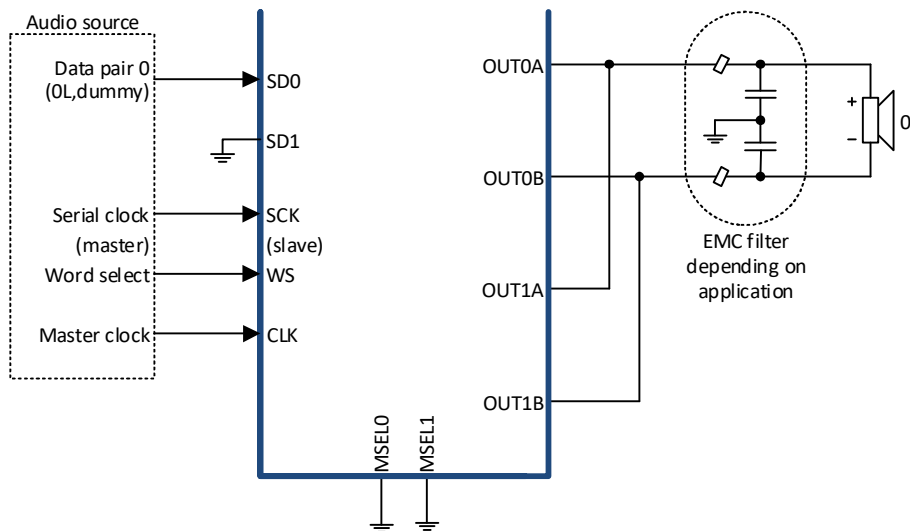 Audio source
Data pair 0
(0L,dummy)
Serial clock
(master)
Word select
Master clock
SD0
SD1
SCK
(slave)
WS
CLK
MSEL0
MSEL1
OUT0A
OUT0B
OUT1A
OUT1B
+
–
0
EMC filter
depending on
application